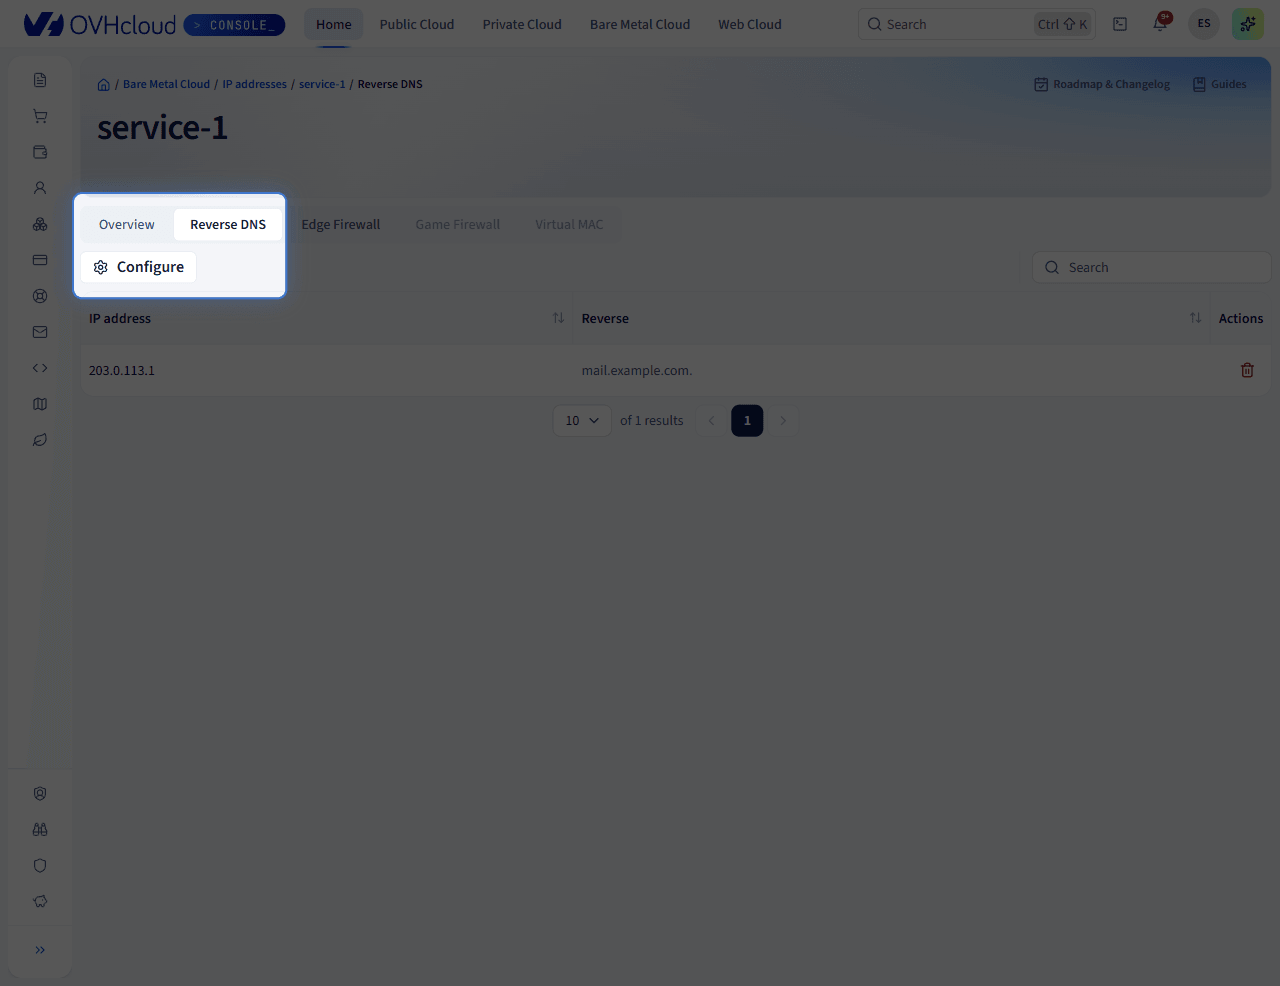 OVHcloud > CONSOLE_ Home Public Cloud Private Cloud Bare Metal Cloud Web Cloud Search Ctrl K 9+ ES
/ Bare Metal Cloud / IP addresses / service-1 / Reverse DNS Roadmap & Changelog Guides
service-1
Overview Reverse DNS Edge Firewall Game Firewall Virtual MAC
Configure Search
IP address Reverse Actions
203.0.113.1 mail.example.com.
10 of 1 results 1